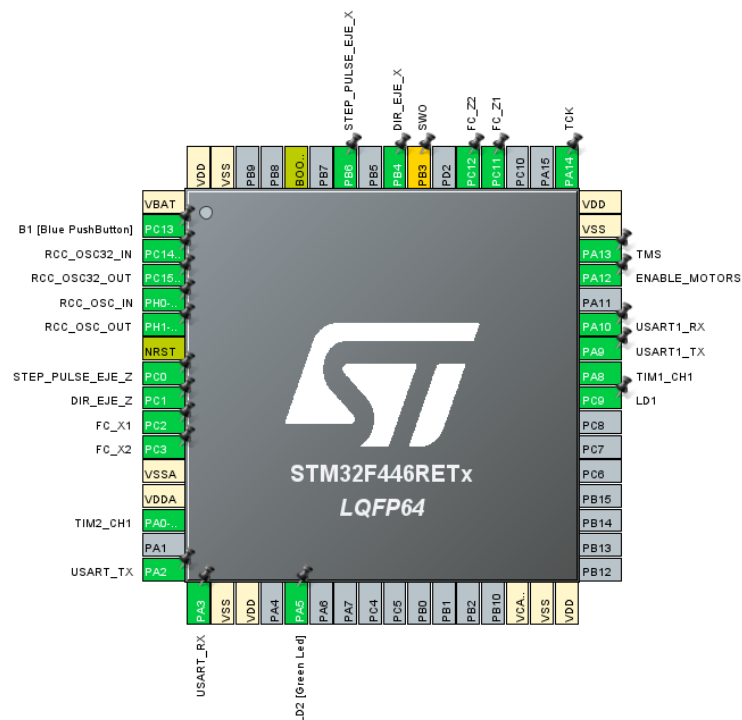 STEP_PULSE_EJE_X
DIR_EJE_X
SWO
FC_Z2
FC_Z1
TCK
VDD
VSS
PB9
PB8
BOO..
PB7
PB6
PB5
PB4
PB3
PD2
PC12
PC11
PC10
PA15
PA14
VBAT
B1 [Blue PushButton] PC13
RCC_OSC32_IN PC14..
RCC_OSC32_OUT PC15..
RCC_OSC_IN PH0-..
RCC_OSC_OUT PH1-..
NRST
STEP_PULSE_EJE_Z PC0
DIR_EJE_Z PC1
FC_X1 PC2
FC_X2 PC3
VSSA
VDDA
TIM2_CH1 PA0-..
PA1
USART_TX PA2
ST
STM32F446RETx
LQFP64
VDD
VSS
PA13 TMS
PA12 ENABLE_MOTORS
PA11
PA10 USART1_RX
PA9 USART1_TX
PA8 TIM1_CH1
PC9 LD1
PC8
PC7
PC6
PB15
PB14
PB13
PB12
PA3
VSS
VDD
PA4
PA5
PA6
PA7
PC4
PC5
PB0
PB1
PB2
PB10
VCA..
VSS
VDD
USART_RX
LD2 [Green Led]